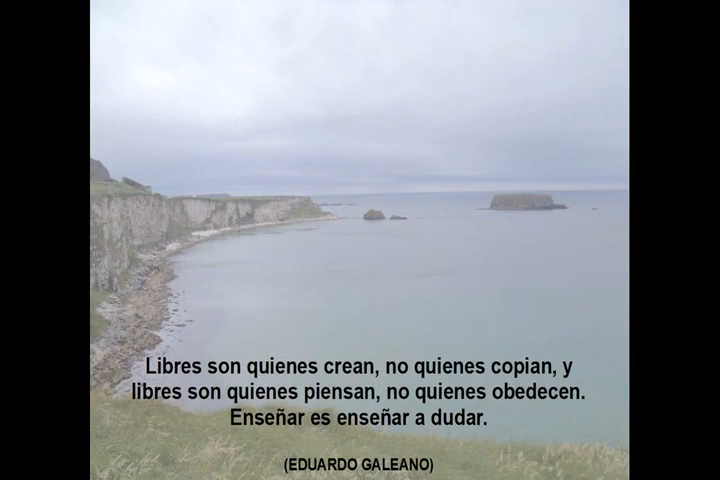 Libres son quienes crean, no quienes copian, y
libres son quienes piensan, no quienes obedecen.
Enseñar es enseñar a dudar.
(EDUARDO GALEANO)